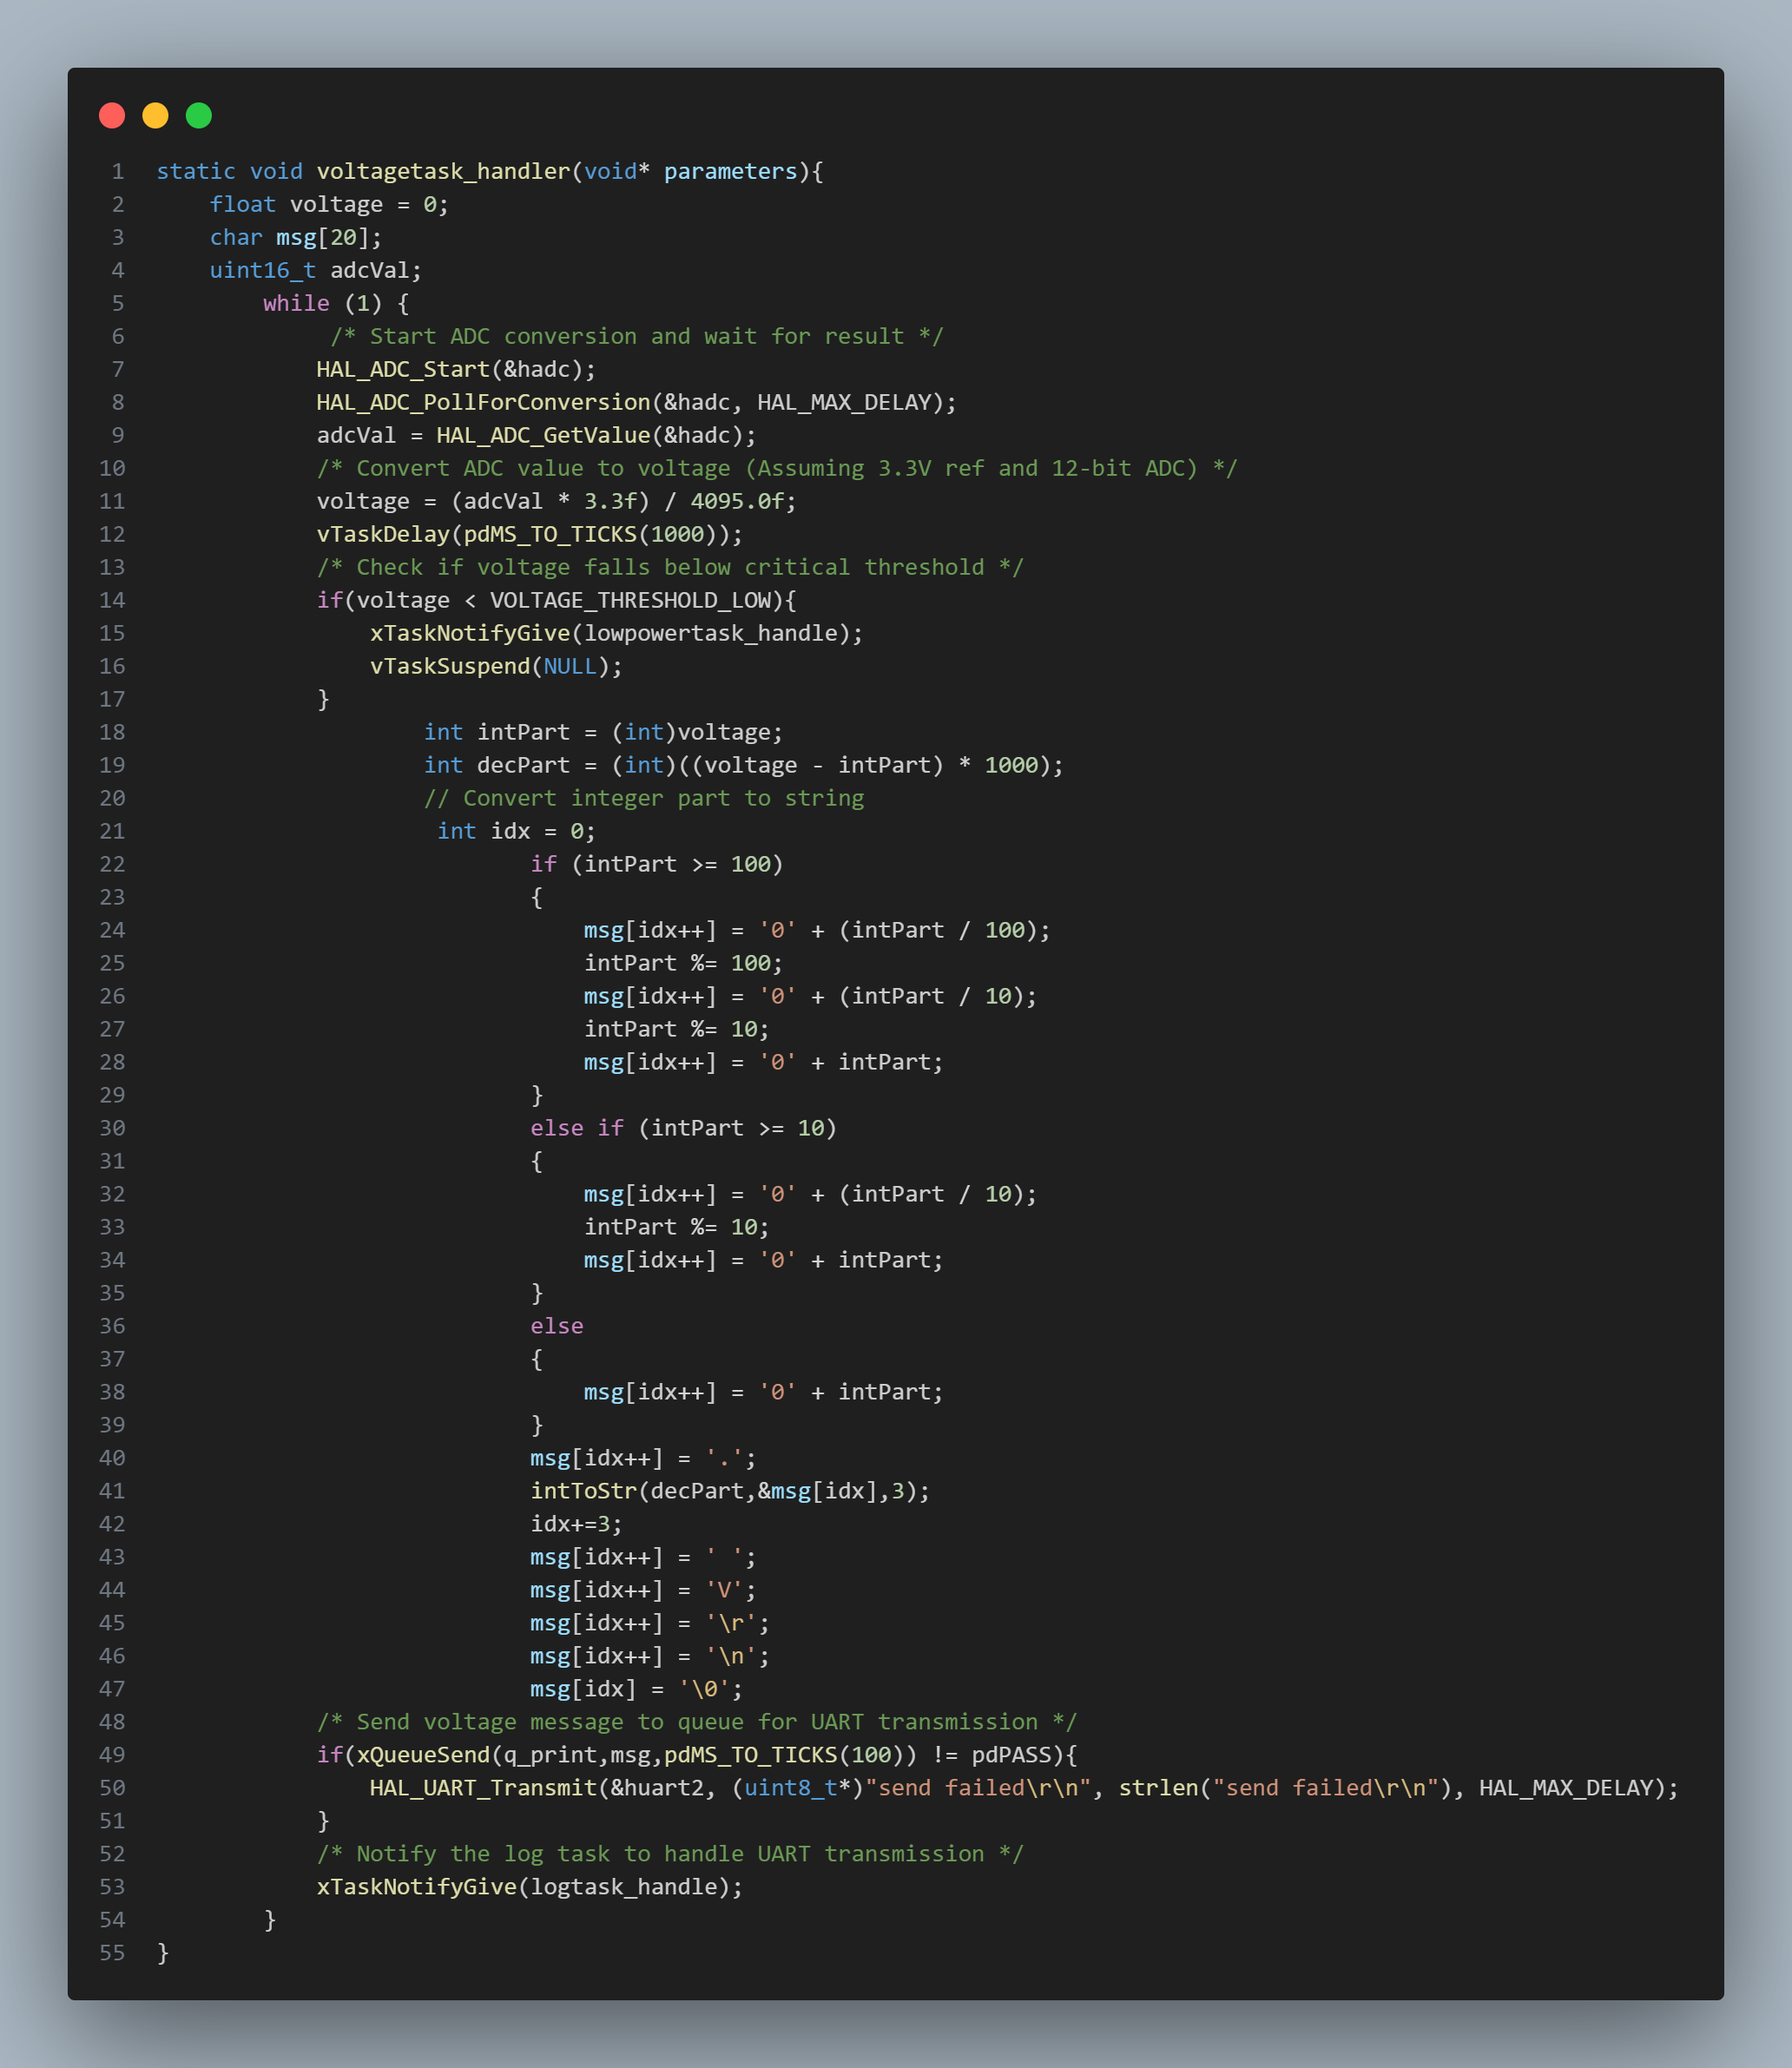 1 static void voltagetask_handler(void* parameters){
2     float voltage = 0;
3     char msg[20];
4     uint16_t adcVal;
5         while (1) {
6              /* Start ADC conversion and wait for result */
7             HAL_ADC_Start(&hadc);
8             HAL_ADC_PollForConversion(&hadc, HAL_MAX_DELAY);
9             adcVal = HAL_ADC_GetValue(&hadc);
10             /* Convert ADC value to voltage (Assuming 3.3V ref and 12-bit ADC) */
11             voltage = (adcVal * 3.3f) / 4095.0f;
12             vTaskDelay(pdMS_TO_TICKS(1000));
13             /* Check if voltage falls below critical threshold */
14             if(voltage < VOLTAGE_THRESHOLD_LOW){
15                 xTaskNotifyGive(lowpowertask_handle);
16                 vTaskSuspend(NULL);
17             }
18                     int intPart = (int)voltage;
19                     int decPart = (int)((voltage - intPart) * 1000);
20                     // Convert integer part to string
21                      int idx = 0;
22                             if (intPart >= 100)
23                             {
24                                 msg[idx++] = '0' + (intPart / 100);
25                                 intPart %= 100;
26                                 msg[idx++] = '0' + (intPart / 10);
27                                 intPart %= 10;
28                                 msg[idx++] = '0' + intPart;
29                             }
30                             else if (intPart >= 10)
31                             {
32                                 msg[idx++] = '0' + (intPart / 10);
33                                 intPart %= 10;
34                                 msg[idx++] = '0' + intPart;
35                             }
36                             else
37                             {
38                                 msg[idx++] = '0' + intPart;
39                             }
40                             msg[idx++] = '.';
41                             intToStr(decPart,&msg[idx],3);
42                             idx+=3;
43                             msg[idx++] = ' ';
44                             msg[idx++] = 'V';
45                             msg[idx++] = '\r';
46                             msg[idx++] = '\n';
47                             msg[idx] = '\0';
48             /* Send voltage message to queue for UART transmission */
49             if(xQueueSend(q_print,msg,pdMS_TO_TICKS(100)) != pdPASS){
50                 HAL_UART_Transmit(&huart2, (uint8_t*)"send failed\r\n", strlen("send failed\r\n"), HAL_MAX_DELAY);
51             }
52             /* Notify the log task to handle UART transmission */
53             xTaskNotifyGive(logtask_handle);
54         }
55 }